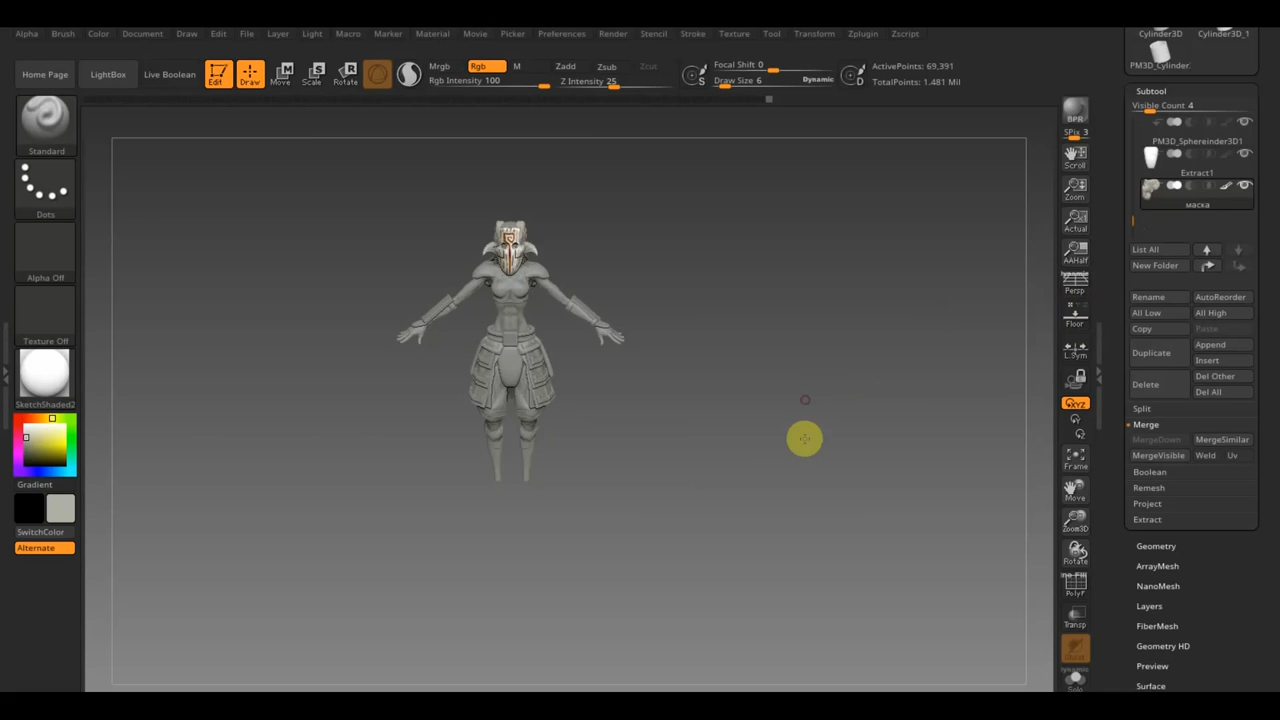 Alpha Brush Color Document Draw Edit File Layer Light Macro Marker Material Movie Picker Preferences Render Stencil Stroke Texture Tool Transform Zplugin Zscript
Cylinder3D Cylinder3D_1
PM3D_Cylinder.
Home Page LightBox Live Boolean Edit Draw Move Scale Rotate
Mrgb Rgb M Zadd Zsub Zcut
Rgb Intensity 100 Z Intensity 25
S Focal Shift 0
Draw Size 6 Dynamic D
ActivePoints: 69,391
TotalPoints: 1.481 Mil
Standard
Dots
Alpha Off
Texture Off
SketchShaded2
Gradient
SwitchColor
Alternate
BPR
SPix 3
Scroll
Zoom
Actual
AAHalf
Dynamic
Persp
Floor
L.Sym
XYZ
Y
Z
Frame
Move
Zoom3D
Rotate
PolyF
Transp
Dynamic
Solo
Subtool
Visible Count 4
PM3D_Sphereinder3D1
Extract1
маска
List All
New Folder
Rename AutoReorder
All Low All High
Copy Paste
Duplicate Append
Insert
Delete Del Other
Del All
Split
Merge
MergeDown MergeSimilar
MergeVisible Weld Uv
Boolean
Remesh
Project
Extract
Geometry
ArrayMesh
NanoMesh
Layers
FiberMesh
Geometry HD
Preview
Surface